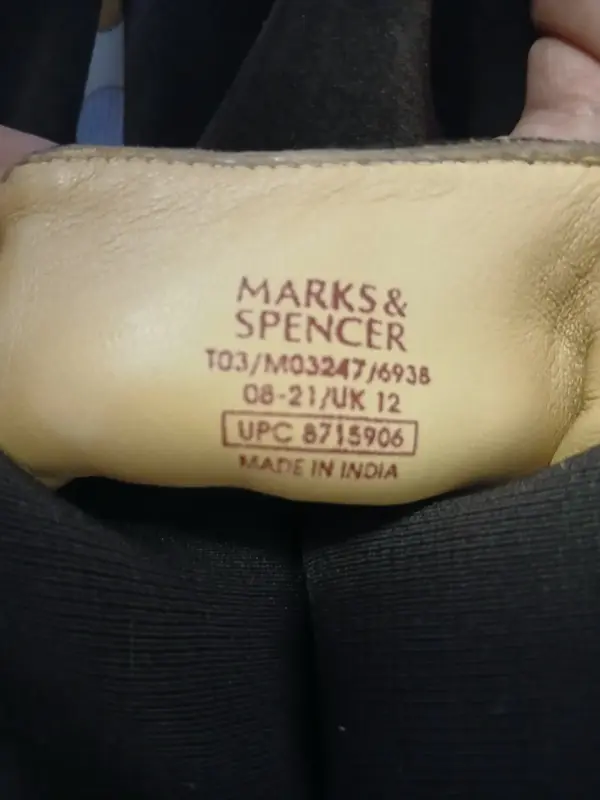 MARKS &
SPENCER
T03/M03247/6938
08-21/UK 12
UPC 8715906
MADE IN INDIA